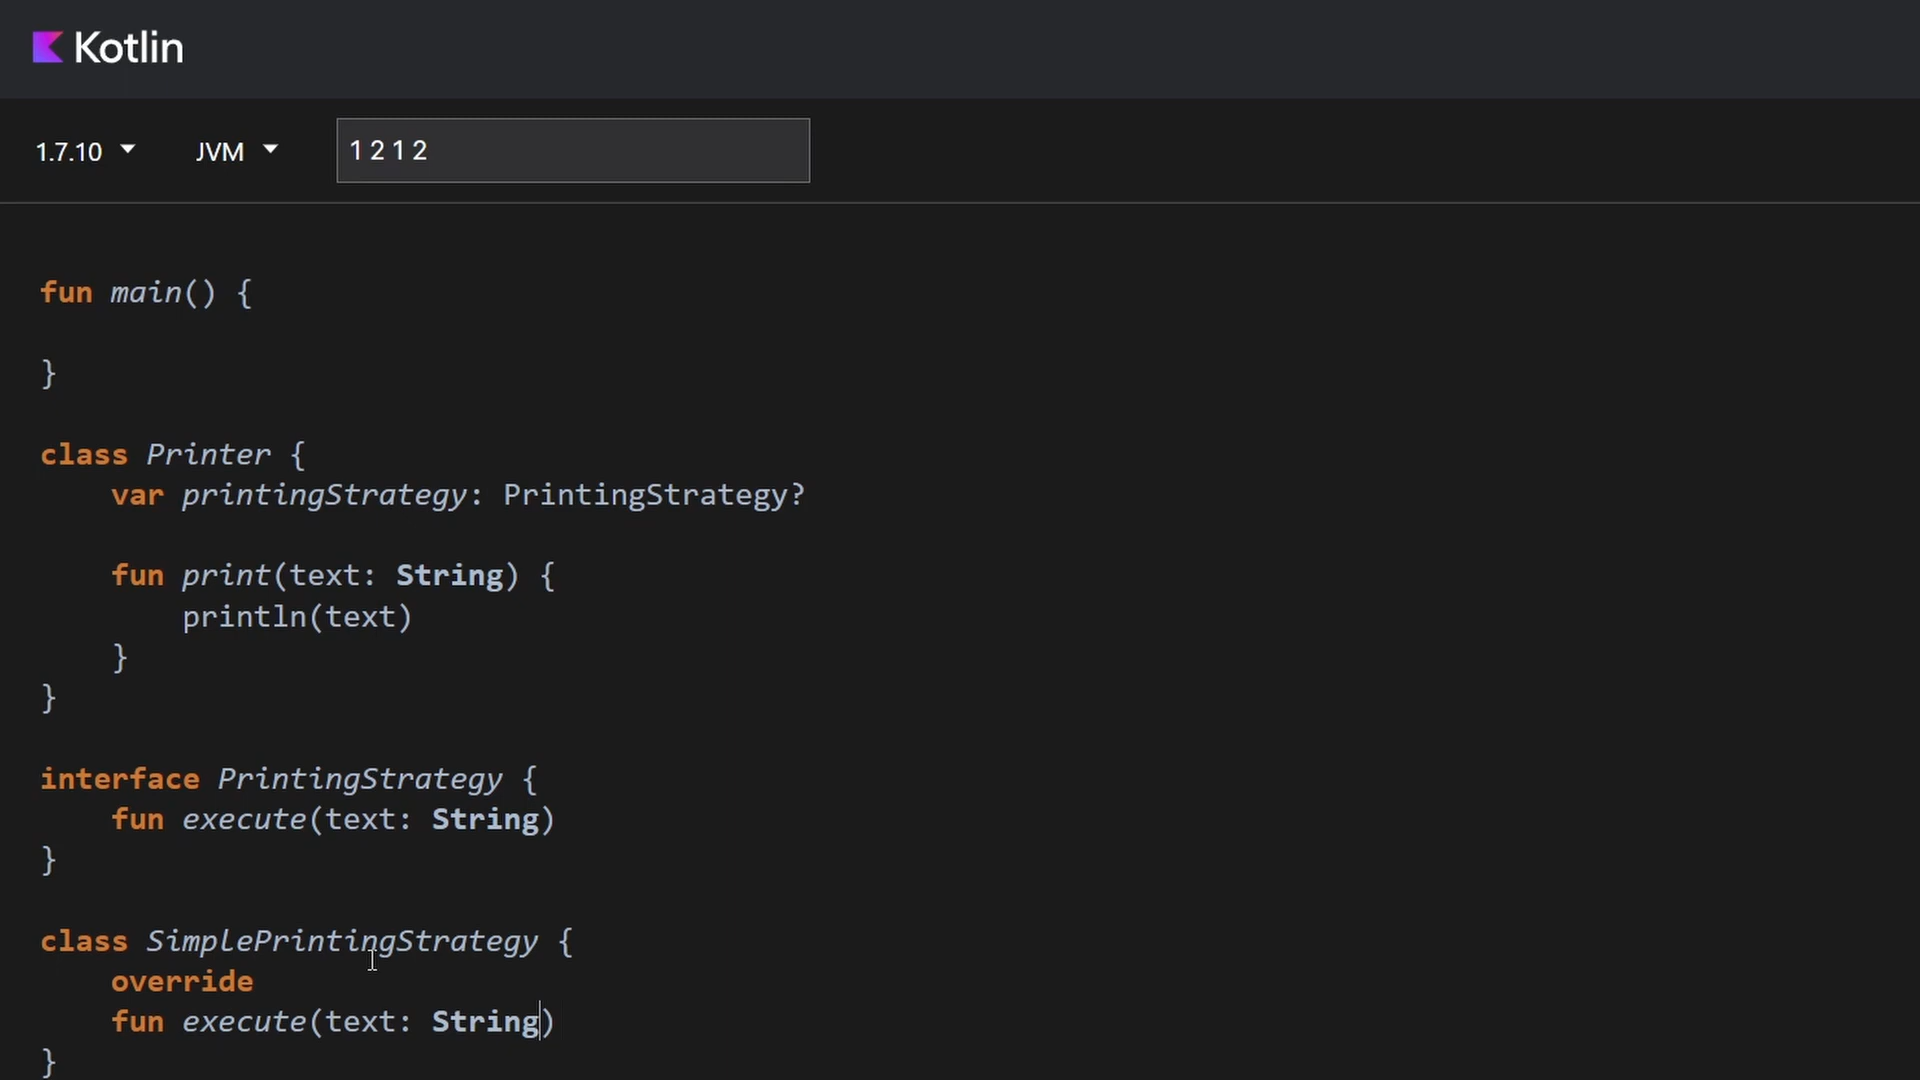 Kotlin
1.7.10 JVM 1 2 1 2
fun main() {
}
class Printer {
    var printingStrategy: PrintingStrategy?
    fun print(text: String) {
        println(text)
    }
}
interface PrintingStrategy {
    fun execute(text: String)
}
class SimplePrintingStrategy {
    override
    fun execute(text: String)
}